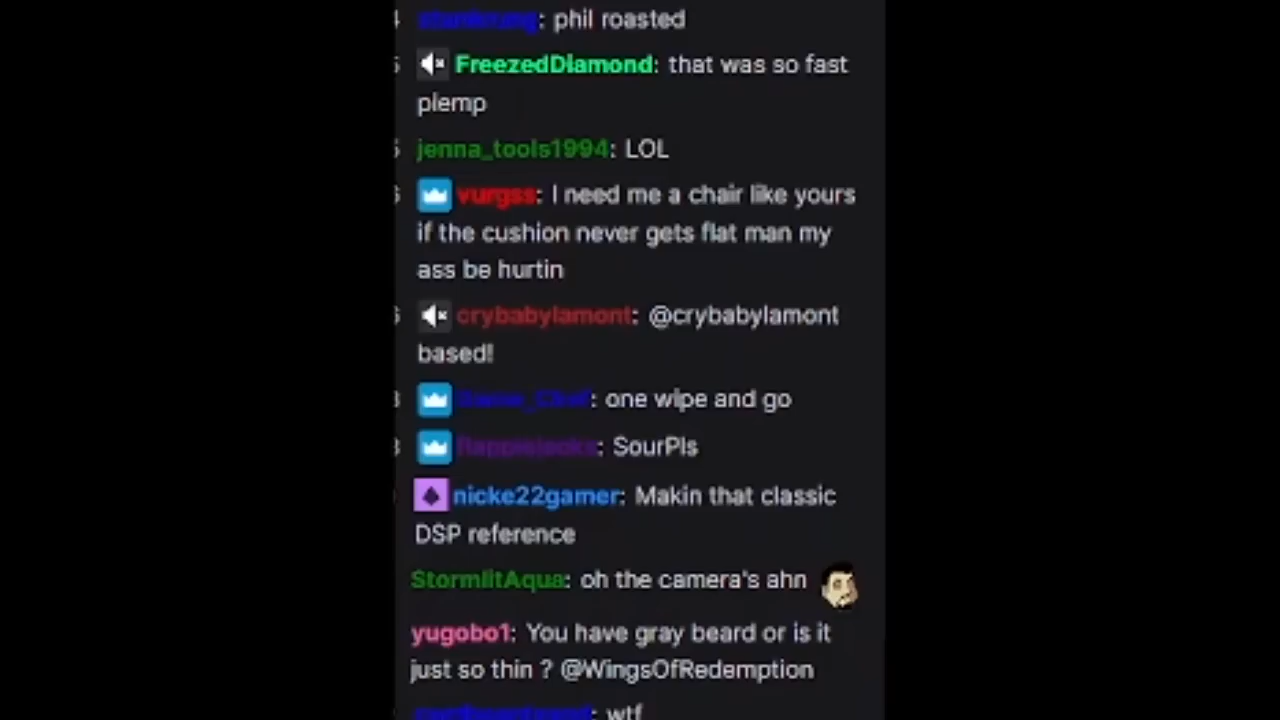 : phil roasted
FreezedDiamond: that was so fast
plemp
jenna_tools1994: LOL
vurgss: I need me a chair like yours
if the cushion never gets flat man my
ass be hurtin
crybabylamont: @crybabylamont
based!
: one wipe and go
: SourPls
nicke22gamer: Makin that classic
DSP reference
StormlitAqua: oh the camera's ahn
yugobo1: You have gray beard or is it
just so thin ? @WingsOfRedemption
: wtf